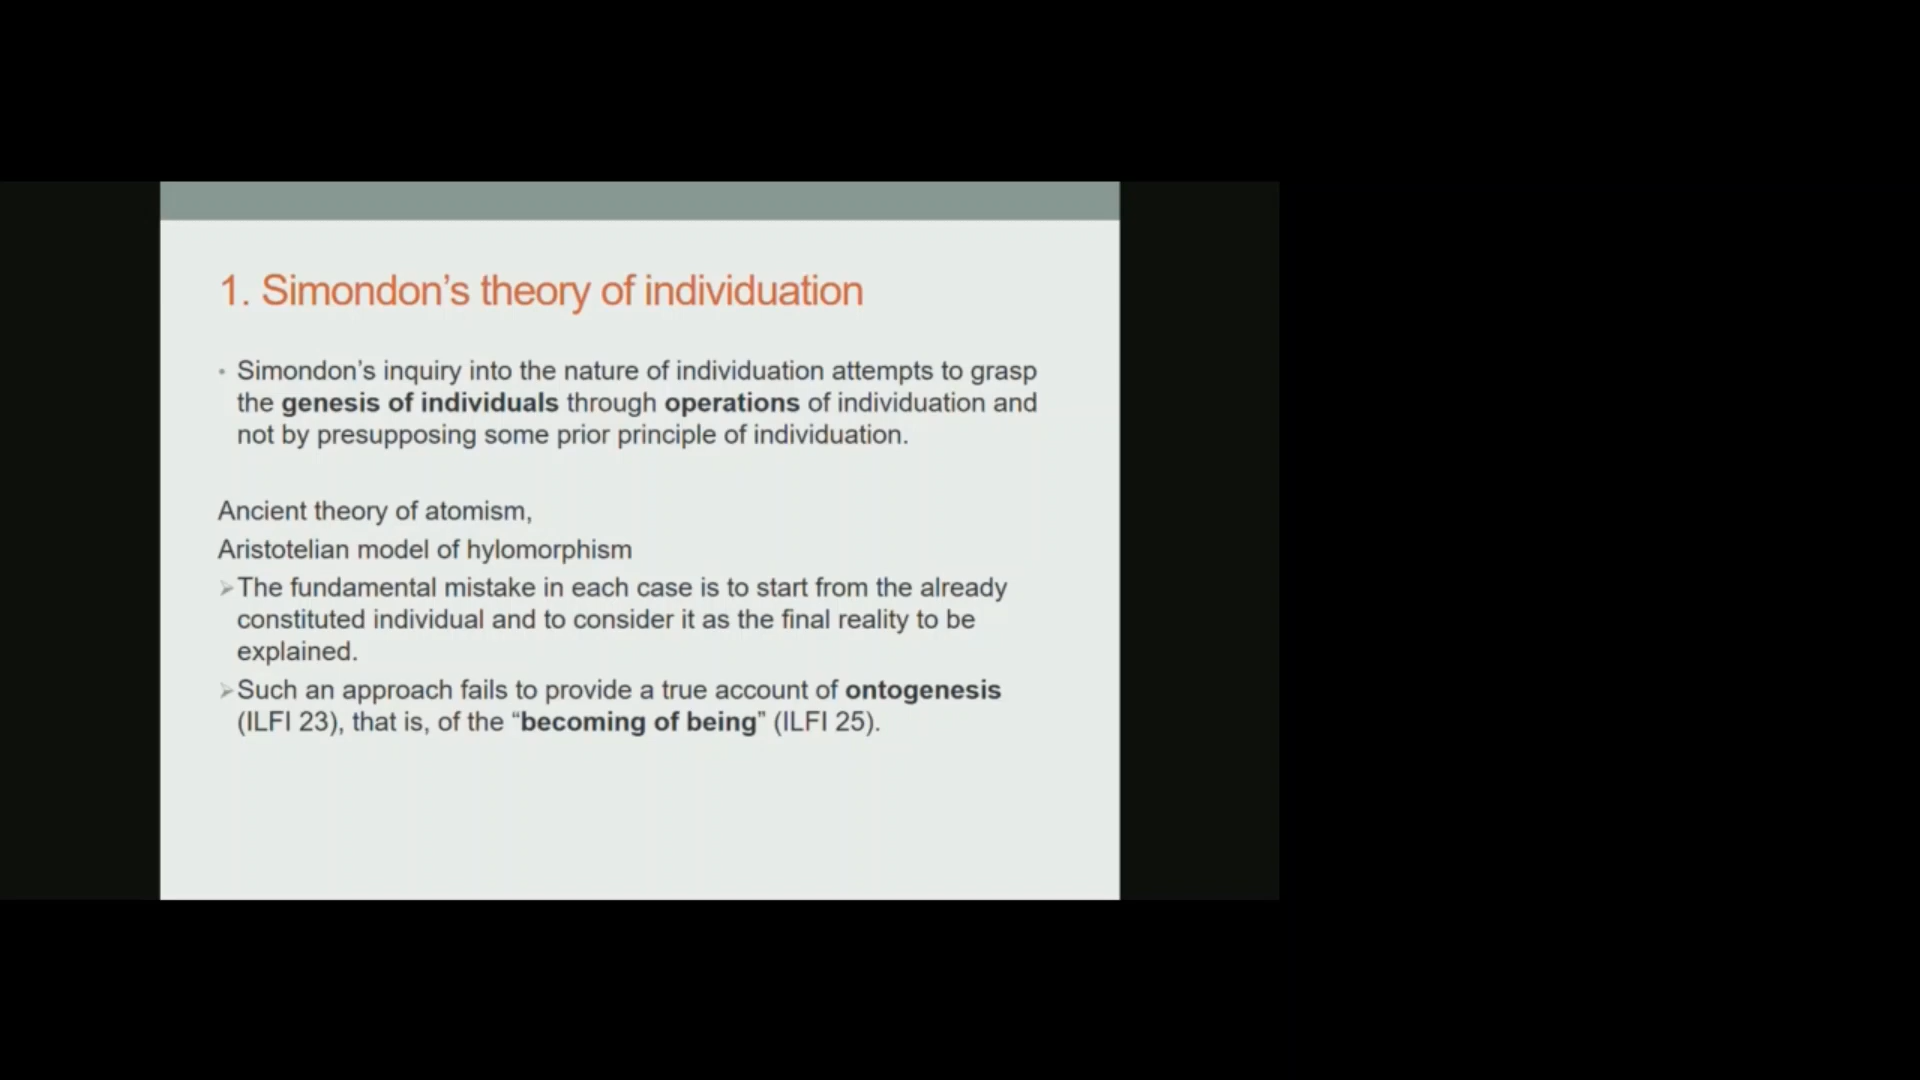 1. Simondon’s theory of individuation
• Simondon’s inquiry into the nature of individuation attempts to grasp
the genesis of individuals through operations of individuation and
not by presupposing some prior principle of individuation.
Ancient theory of atomism,
Aristotelian model of hylomorphism
➢The fundamental mistake in each case is to start from the already
constituted individual and to consider it as the final reality to be
explained.
➢Such an approach fails to provide a true account of ontogenesis
(ILFI 23), that is, of the “becoming of being” (ILFI 25).